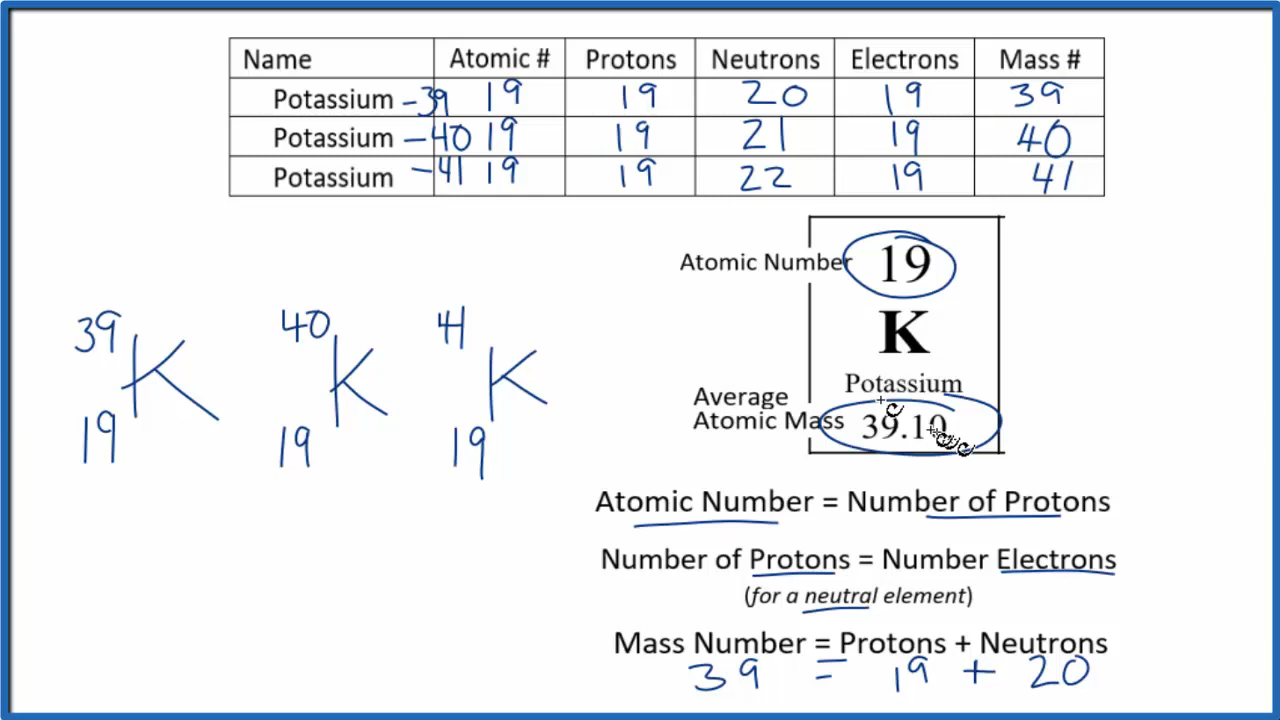 Name Atomic # Protons Neutrons Electrons Mass #
Potassium -39 19 19 20 19 39
Potassium -40 19 19 21 19 40
Potassium -41 19 19 22 19 41
Atomic Number 19
K
Potassium
Average
Atomic Mass 39.10
39 K 19
40 K 19
41 K 19
Atomic Number = Number of Protons
Number of Protons = Number Electrons
(for a neutral element)
Mass Number = Protons + Neutrons
39 = 19 + 20